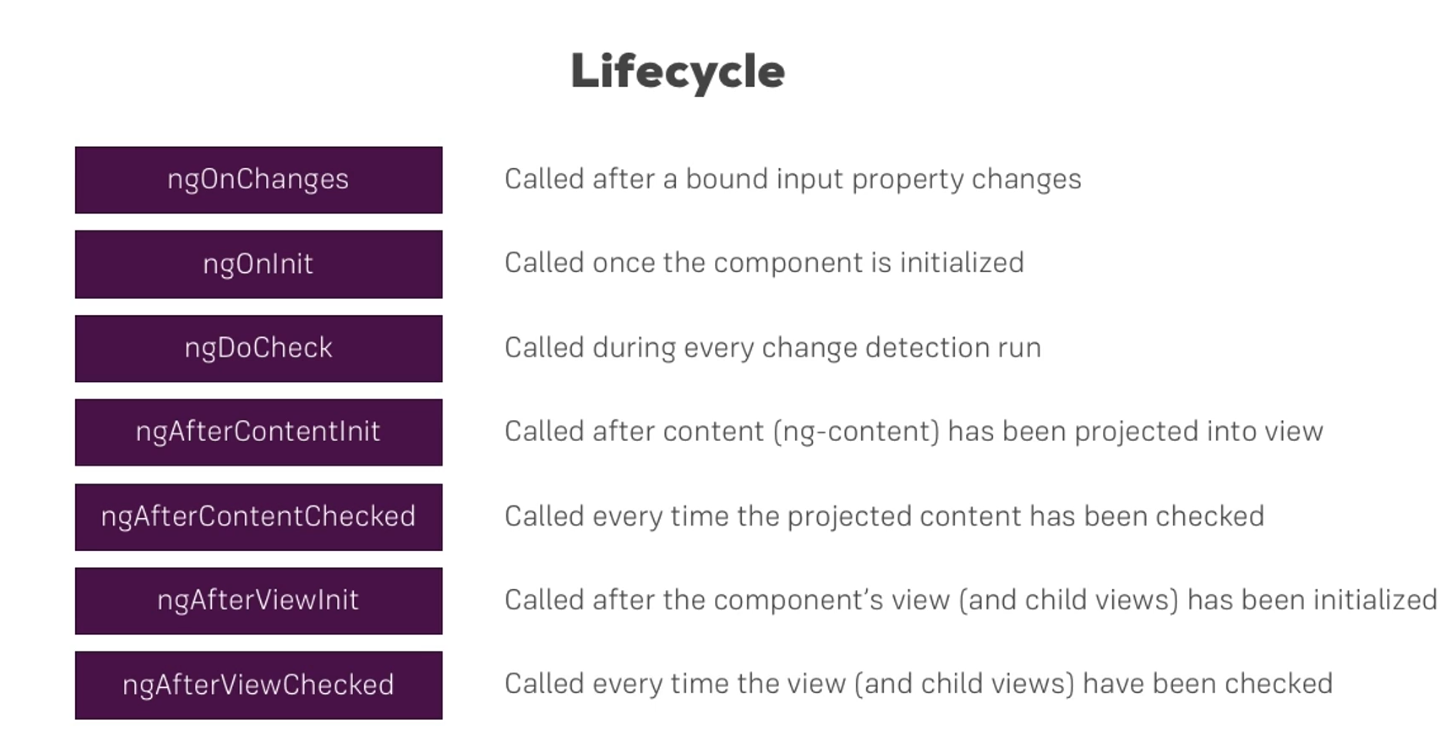 Lifecycle
ngOnChanges Called after a bound input property changes
ngOnInit Called once the component is initialized
ngDoCheck Called during every change detection run
ngAfterContentInit Called after content (ng-content) has been projected into view
ngAfterContentChecked Called every time the projected content has been checked
ngAfterViewInit Called after the component’s view (and child views) has been initialized
ngAfterViewChecked Called every time the view (and child views) have been checked